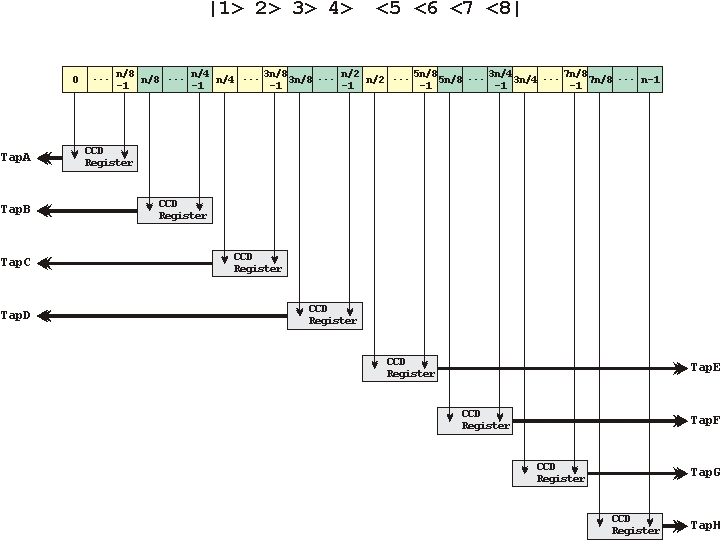 |1> 2> 3> 4>  <5 <6 <7 <8|
0 ··· n/8 -1 n/8 ··· n/4 -1 n/4 ··· 3n/8 -1 3n/8 ··· n/2 -1 n/2 ··· 5n/8 -1 5n/8 ··· 3n/4 -1 3n/4 ··· 7n/8 -1 7n/8 ··· n-1
TapA
CCD
Register
TapB
CCD
Register
TapC
CCD
Register
TapD
CCD
Register
CCD
Register
TapE
CCD
Register
TapF
CCD
Register
TapG
CCD
Register
TapH